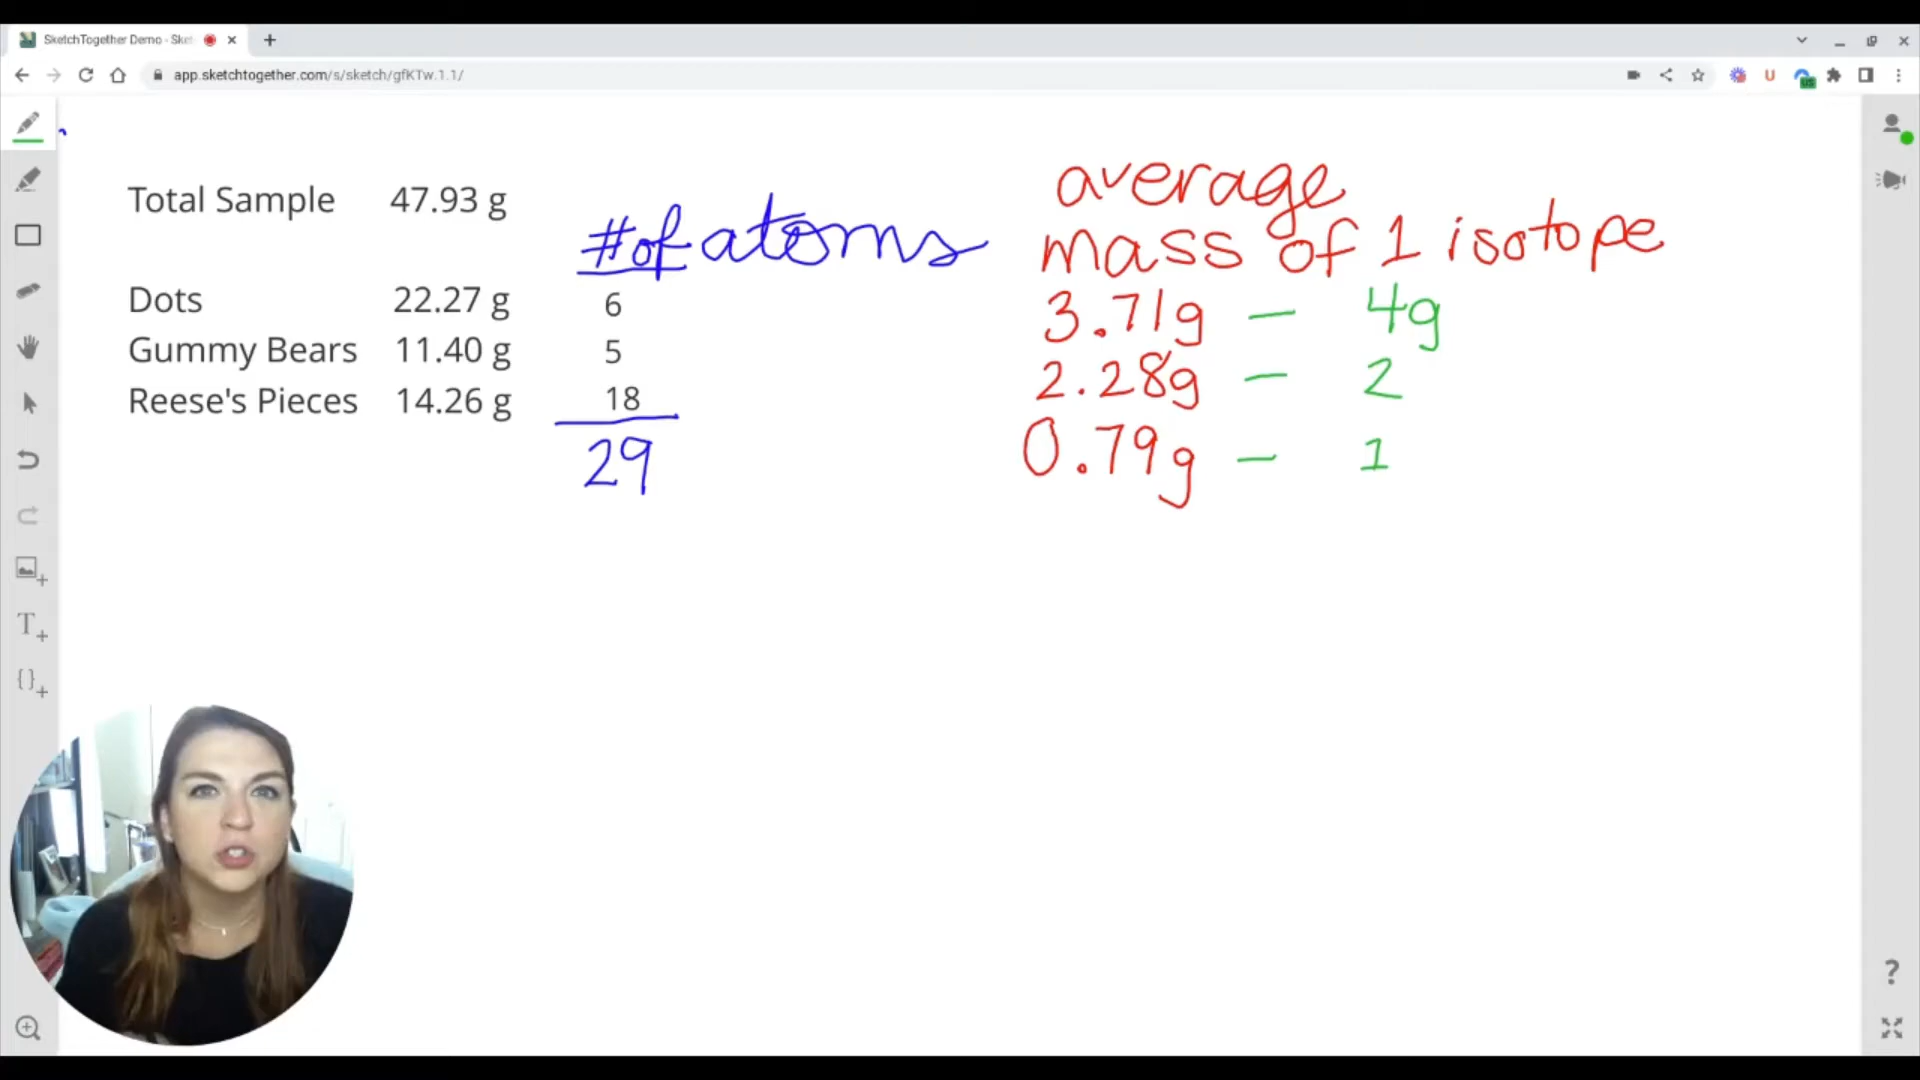 SketchTogether Demo - Sket
app.sketchtogether.com/s/sketch/gfKTw.1.1/
U
US
Total Sample 47.93 g
# of atoms
average
mass of 1 isotope
Dots 22.27 g 6 3.71g — 4g
Gummy Bears 11.40 g 5 2.28g — 2
Reese's Pieces 14.26 g 18 0.79g — 1
29
T+
{}+
?